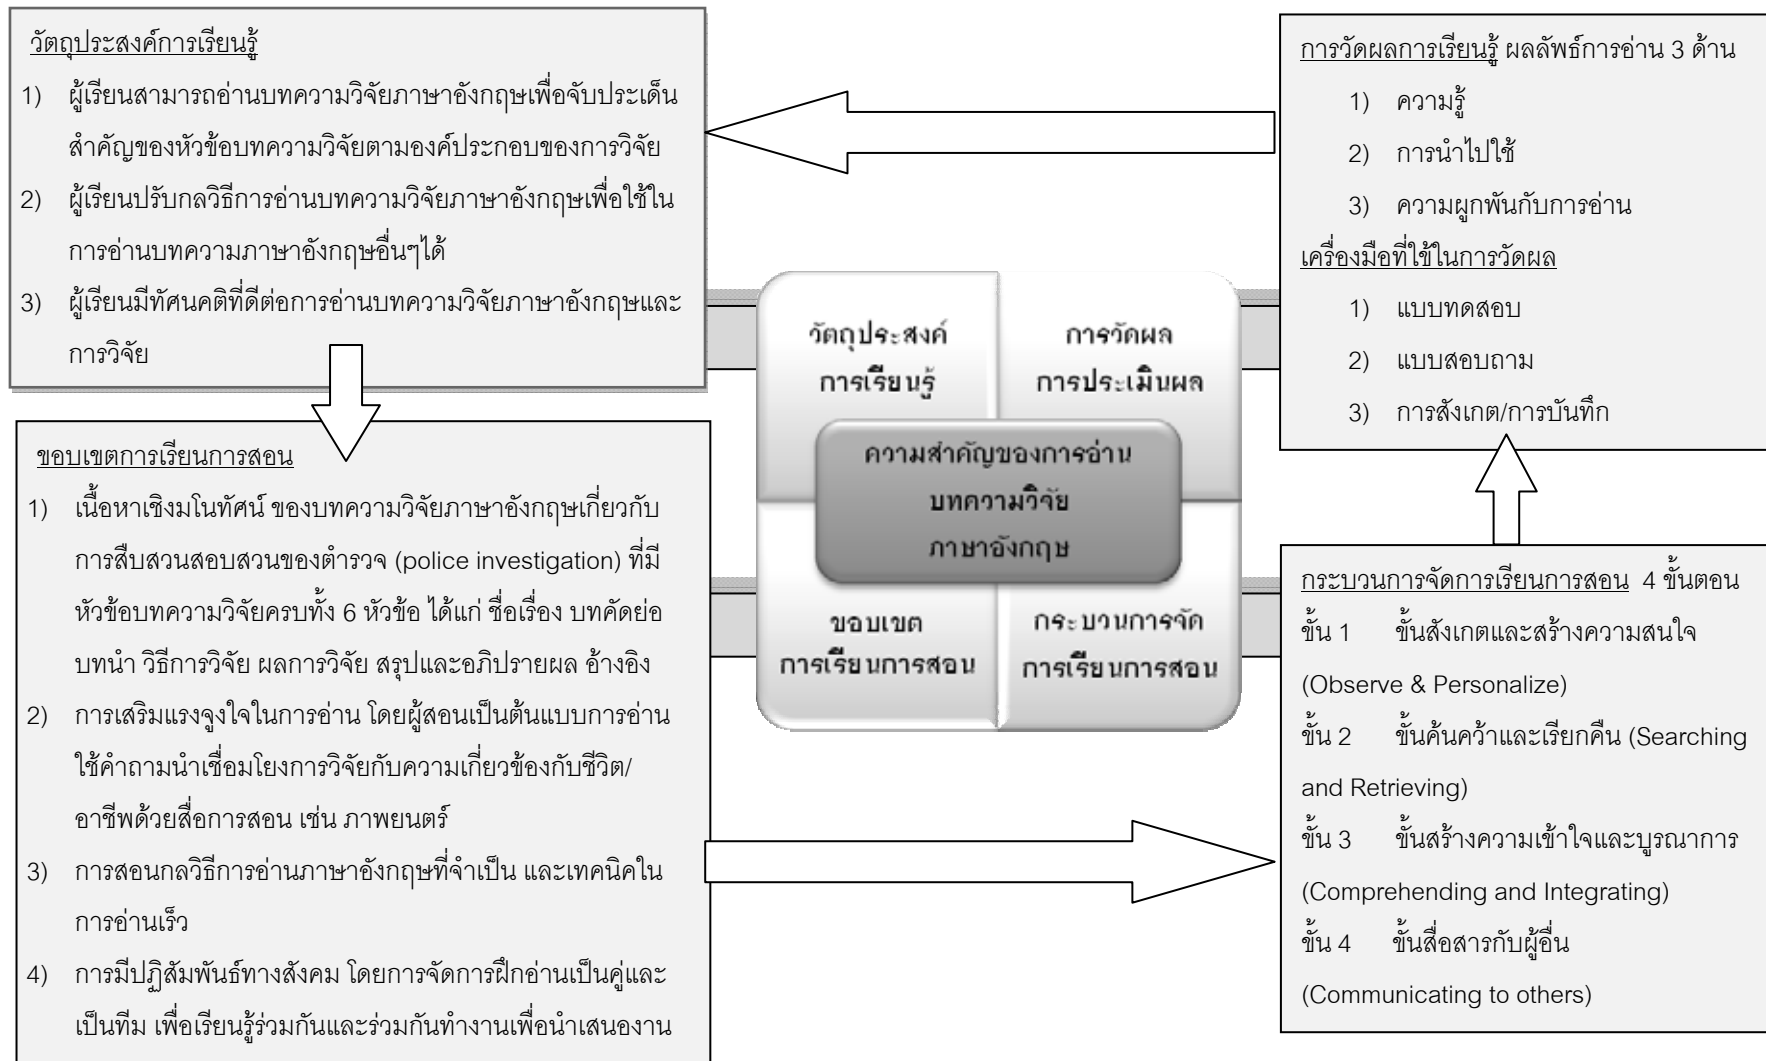 วัตถุประสงค์การเรียนรู้
1) ผู้เรียนสามารถอ่านบทความวิจัยภาษาอังกฤษเพื่อจับประเด็น
สำคัญของหัวข้อบทความวิจัยตามองค์ประกอบของการวิจัย
2) ผู้เรียนปรับกลวิธีการอ่านบทความวิจัยภาษาอังกฤษเพื่อใช้ใน
การอ่านบทความภาษาอังกฤษอื่นๆได้
3) ผู้เรียนมีทัศนคติที่ดีต่อการอ่านบทความวิจัยภาษาอังกฤษและ
การวิจัย
ขอบเขตการเรียนการสอน
1) เนื้อหาเชิงมโนทัศน์ ของบทความวิจัยภาษาอังกฤษเกี่ยวกับ
การสืบสวนสอบสวนของตำรวจ (police investigation) ที่มี
หัวข้อบทความวิจัยครบทั้ง 6 หัวข้อ ได้แก่ ชื่อเรื่อง บทคัดย่อ
บทนำ วิธีการวิจัย ผลการวิจัย สรุปและอภิปรายผล อ้างอิง
2) การเสริมแรงจูงใจในการอ่าน โดยผู้สอนเป็นต้นแบบการอ่าน
ใช้คำถามนำเชื่อมโยงการวิจัยกับความเกี่ยวข้องกับชีวิต/
อาชีพด้วยสื่อการสอน เช่น ภาพยนตร์
3) การสอนกลวิธีการอ่านภาษาอังกฤษที่จำเป็น และเทคนิคใน
การอ่านเร็ว
4) การมีปฏิสัมพันธ์ทางสังคม โดยการจัดการฝึกอ่านเป็นคู่และ
เป็นทีม เพื่อเรียนรู้ร่วมกันและร่วมกันทำงานเพื่อนำเสนองาน
วัตถุประสงค์
การเรียนรู้
การวัดผล
การประเมินผล
ความสำคัญของการอ่าน
บทความวิจัย
ภาษาอังกฤษ
ขอบเขต
การเรียนการสอน
กระบวนการจัด
การเรียนการสอน
การวัดผลการเรียนรู้ ผลลัพธ์การอ่าน 3 ด้าน
1) ความรู้
2) การนำไปใช้
3) ความผูกพันกับการอ่าน
เครื่องมือที่ใช้ในการวัดผล
1) แบบทดสอบ
2) แบบสอบถาม
3) การสังเกต/การบันทึก
กระบวนการจัดการเรียนการสอน 4 ขั้นตอน
ขั้น 1 ขั้นสังเกตและสร้างความสนใจ
(Observe & Personalize)
ขั้น 2 ขั้นค้นคว้าและเรียกคืน (Searching
and Retrieving)
ขั้น 3 ขั้นสร้างความเข้าใจและบูรณาการ
(Comprehending and Integrating)
ขั้น 4 ขั้นสื่อสารกับผู้อื่น
(Communicating to others)